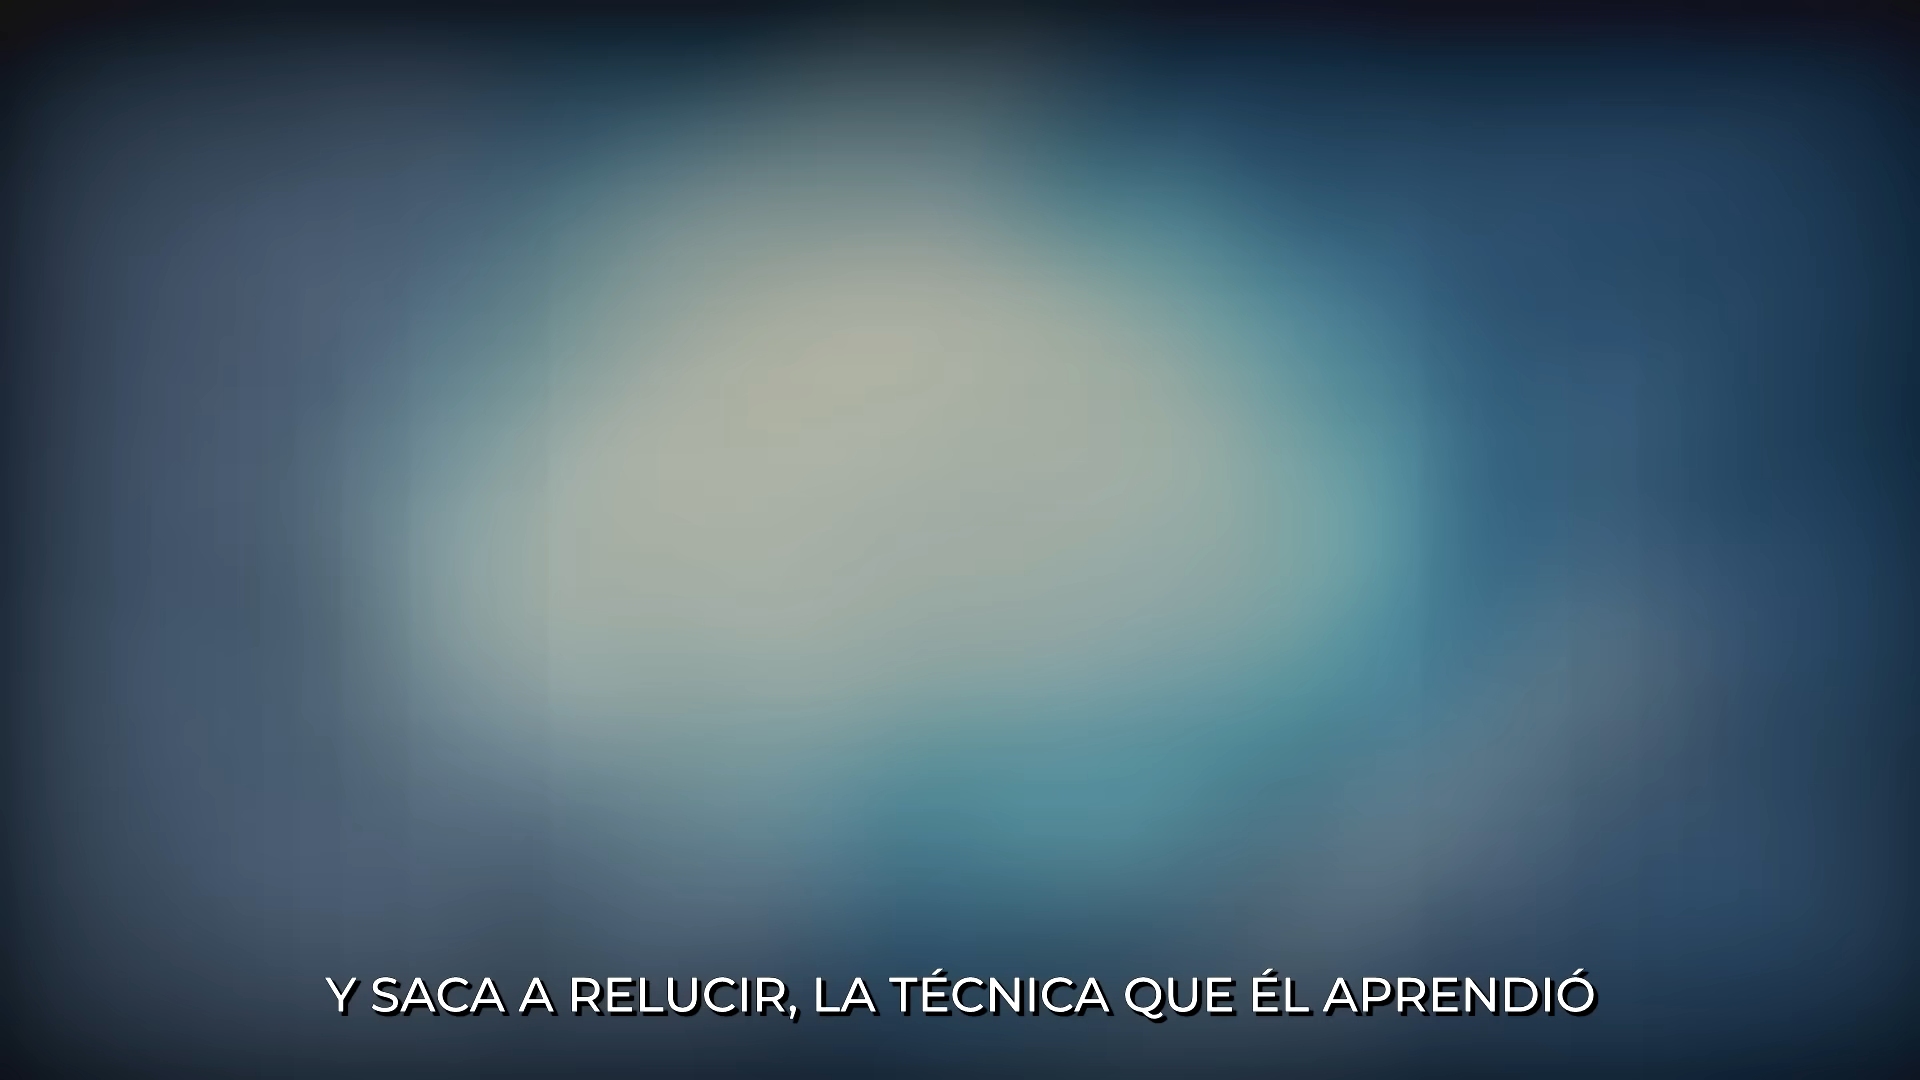 Y SACA A RELUCIR, LA TÉCNICA QUE ÉL APRENDIÓ